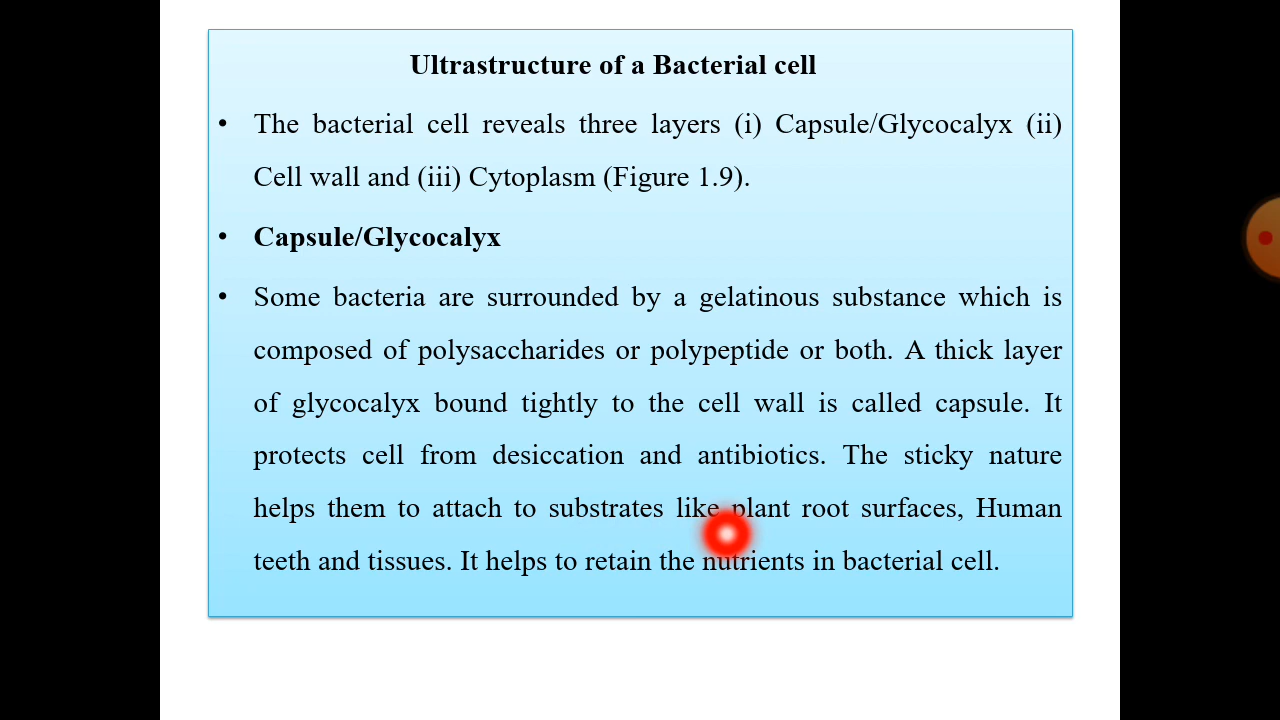 Ultrastructure of a Bacterial cell
• The bacterial cell reveals three layers (i) Capsule/Glycocalyx (ii)
Cell wall and (iii) Cytoplasm (Figure 1.9).
• Capsule/Glycocalyx
• Some bacteria are surrounded by a gelatinous substance which is
composed of polysaccharides or polypeptide or both. A thick layer
of glycocalyx bound tightly to the cell wall is called capsule. It
protects cell from desiccation and antibiotics. The sticky nature
helps them to attach to substrates like plant root surfaces, Human
teeth and tissues. It helps to retain the nutrients in bacterial cell.